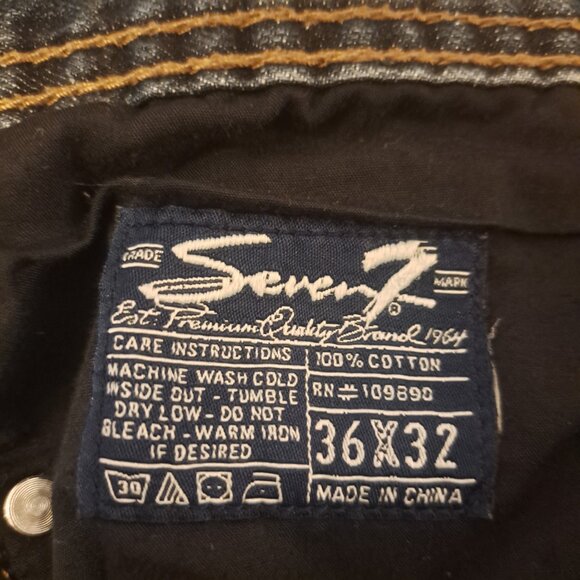 TRADE Seven7 ® MARK
Est. Premium Quality Brand 1964
CARE INSTRUCTIONS
MACHINE WASH COLD
INSIDE OUT - TUMBLE
DRY LOW - DO NOT
BLEACH - WARM IRON
IF DESIRED
30
100% COTTON
RN# 109890
36X32
MADE IN CHINA